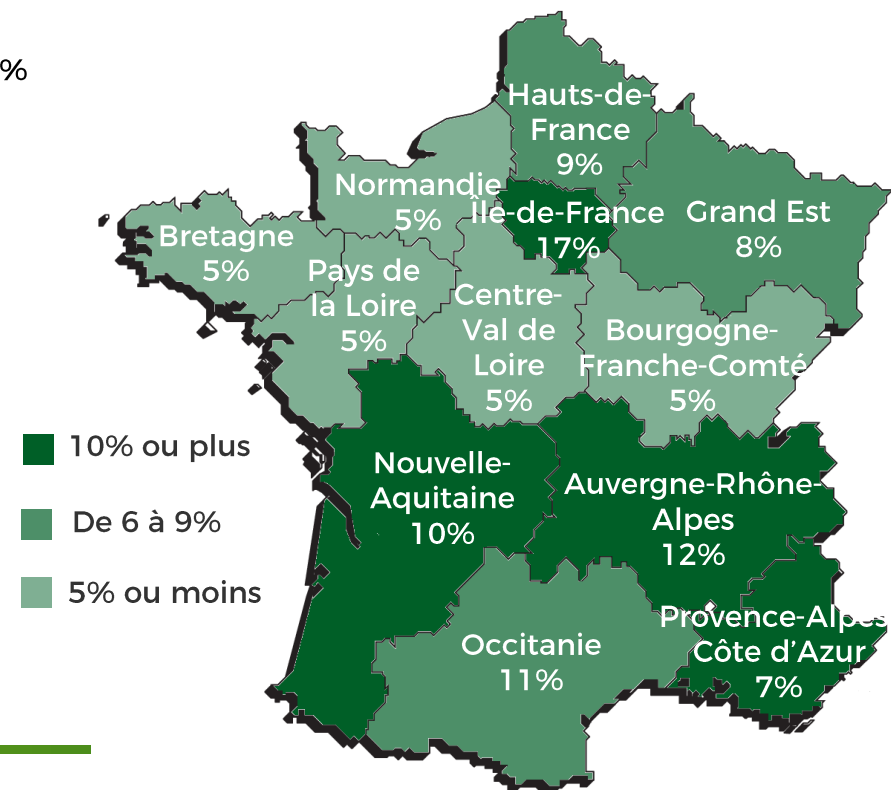 %
Hauts-de-
France
9%
Normandie
5%
Île-de-France
17%
Grand Est
8%
Bretagne
5%
Pays de
la Loire
5%
Centre-
Val de
Loire
5%
Bourgogne-
Franche-Comté
5%
10% ou plus
De 6 à 9%
5% ou moins
Nouvelle-
Aquitaine
10%
Auvergne-Rhône-
Alpes
12%
Provence-Alpes
Côte d’Azur
7%
Occitanie
11%